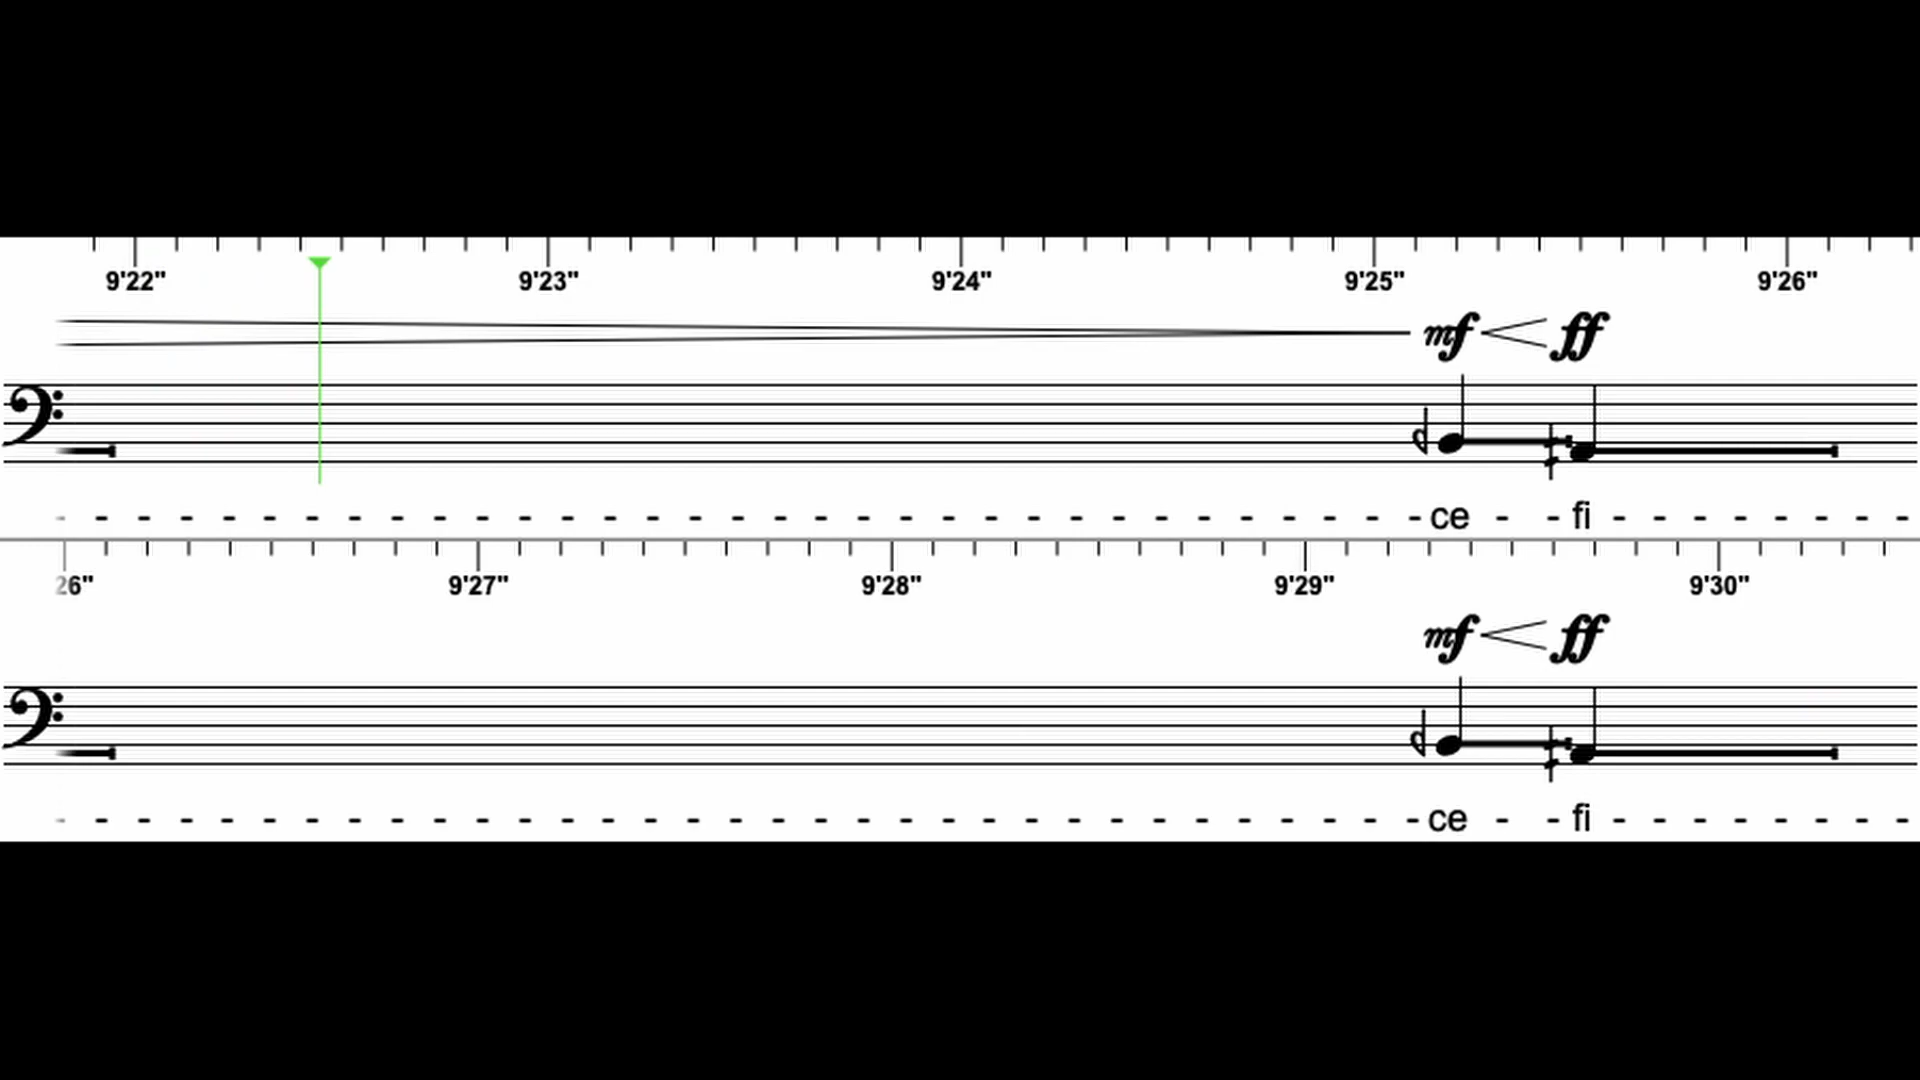 9'22" 9'23" 9'24" 9'25" 9'26"
mf ff
ce - - fi
26" 9'27" 9'28" 9'29" 9'30"
mf ff
ce - - fi